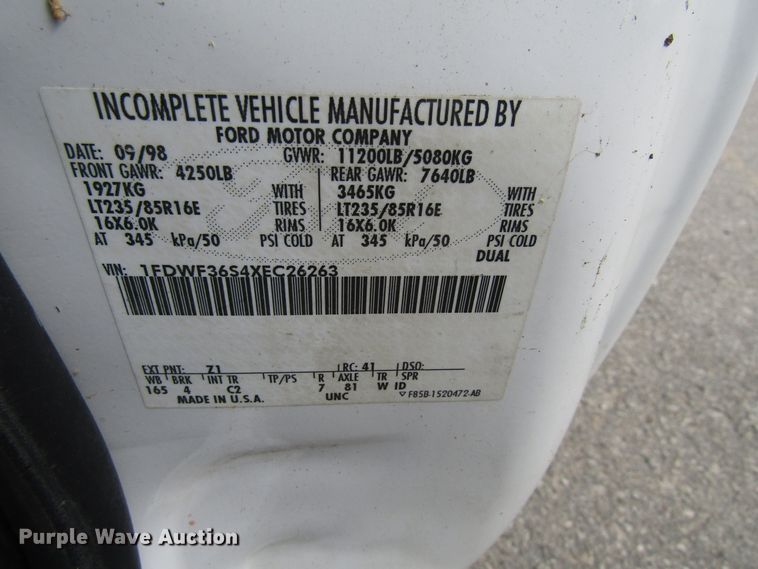 INCOMPLETE VEHICLE MANUFACTURED BY
FORD MOTOR COMPANY
DATE: 09/98 GVWR: 11200LB/5080KG
FRONT GAWR: 4250LB REAR GAWR: 7640LB
1927KG WITH 3465KG WITH
LT235/85R16E TIRES LT235/85R16E TIRES
16X6.0K RIMS 16X6.0K RIMS
AT 345 kPa/50 PSI COLD AT 345 kPa/50 PSI COLD
DUAL
VIN: 1FDWF36S4XEC26263
EXT PNT: Z1 RC: 41 DSO:
WB BRK INT TR TP/PS R AXLE TR SPR
165 4 C2 7 81 W ID
MADE IN U.S.A. UNC F85B-1520472-AB
Purple Wave Auction